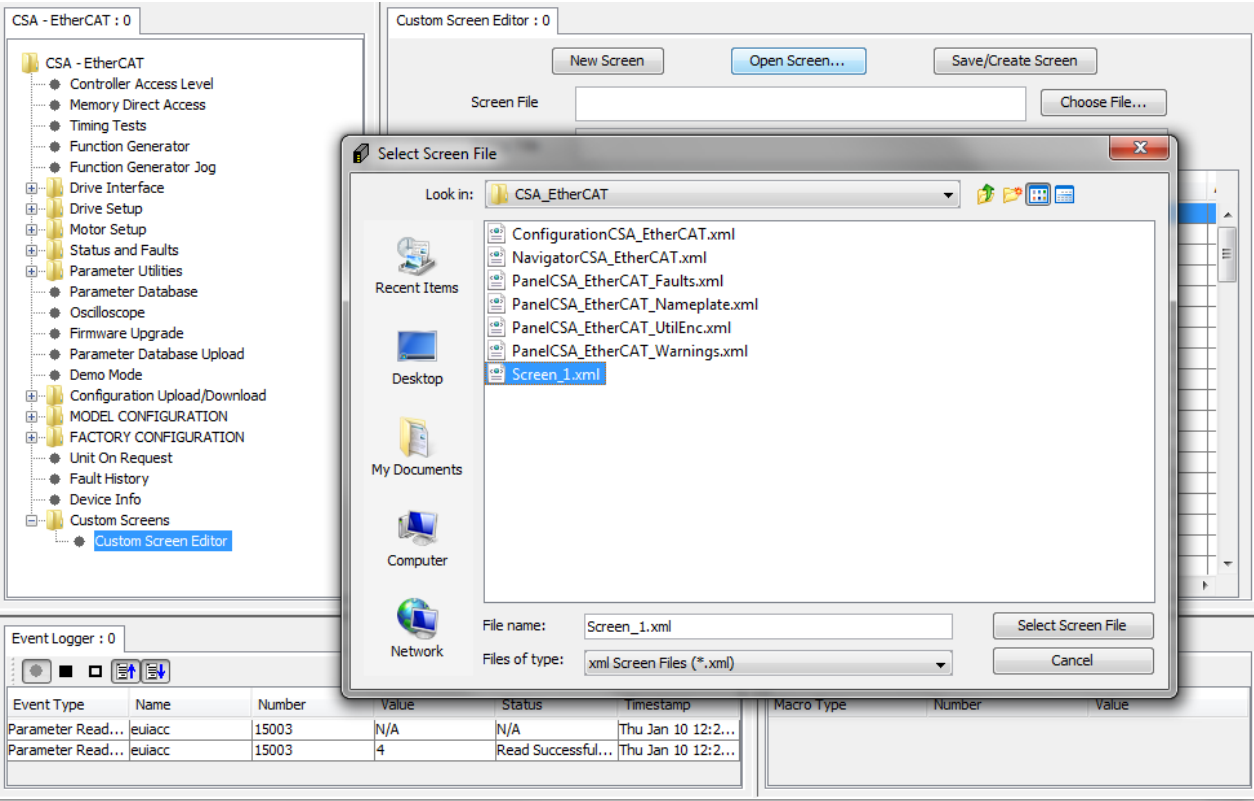 CSA - EtherCAT : 0
CSA - EtherCAT
Controller Access Level
Memory Direct Access
Timing Tests
Function Generator
Function Generator Jog
Drive Interface
Drive Setup
Motor Setup
Status and Faults
Parameter Utilities
Parameter Database
Oscilloscope
Firmware Upgrade
Parameter Database Upload
Demo Mode
Configuration Upload/Download
MODEL CONFIGURATION
FACTORY CONFIGURATION
Unit On Request
Fault History
Device Info
Custom Screens
Custom Screen Editor
Custom Screen Editor : 0
New Screen Open Screen... Save/Create Screen
Screen File Choose File...
Select Screen File
Look in: CSA_EtherCAT
Recent Items
Desktop
My Documents
Computer
Network
ConfigurationCSA_EtherCAT.xml
NavigatorCSA_EtherCAT.xml
PanelCSA_EtherCAT_Faults.xml
PanelCSA_EtherCAT_Nameplate.xml
PanelCSA_EtherCAT_UtilEnc.xml
PanelCSA_EtherCAT_Warnings.xml
Screen_1.xml
File name: Screen_1.xml Select Screen File
Files of type: xml Screen Files (*.xml) Cancel
Event Logger : 0
Event Type Name Number Value Status Timestamp
Parameter Read... euiacc 15003 N/A N/A Thu Jan 10 12:2...
Parameter Read... euiacc 15003 4 Read Successful... Thu Jan 10 12:2...
Macro Type Number Value